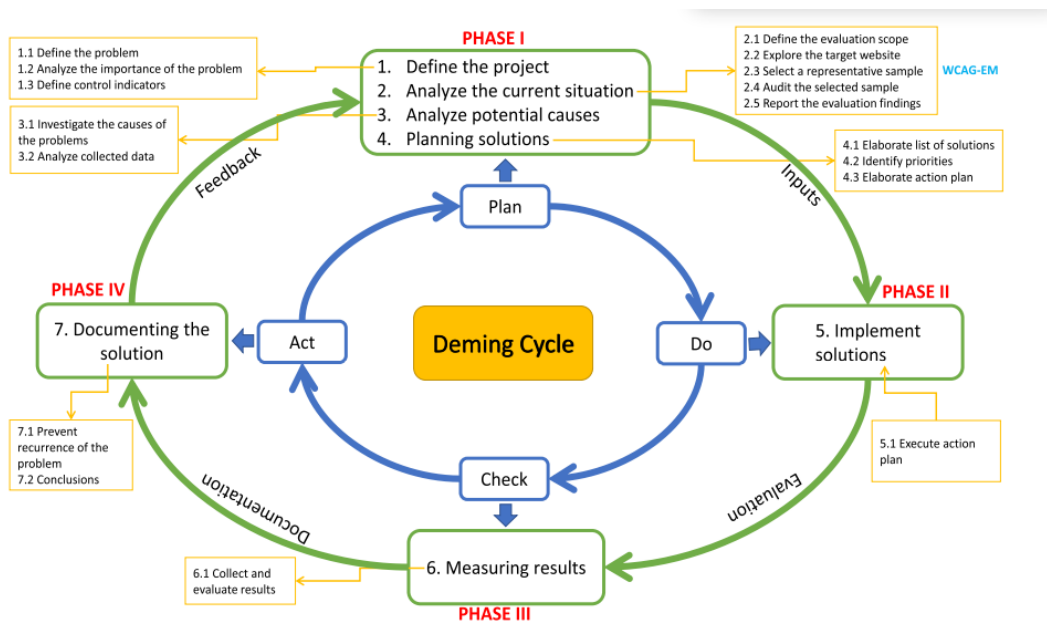 PHASE I
1.1 Define the problem
1.2 Analyze the importance of the problem
1.3 Define control indicators
1. Define the project
2. Analyze the current situation
3. Analyze potential causes
4. Planning solutions
2.1 Define the evaluation scope
2.2 Explore the target website
2.3 Select a representative sample
2.4 Audit the selected sample
2.5 Report the evaluation findings
WCAG-EM
3.1 Investigate the causes of
the problems
3.2 Analyze collected data
4.1 Elaborate list of solutions
4.2 Identify priorities
4.3 Elaborate action plan
Feedback
Inputs
Plan
PHASE IV
PHASE II
7. Documenting the
solution
Act
Deming Cycle
Do
5. Implement
solutions
7.1 Prevent
recurrence of the
problem
7.2 Conclusions
5.1 Execute action
plan
Check
Documentation
Evaluation
6.1 Collect and
evaluate results
6. Measuring results
PHASE III